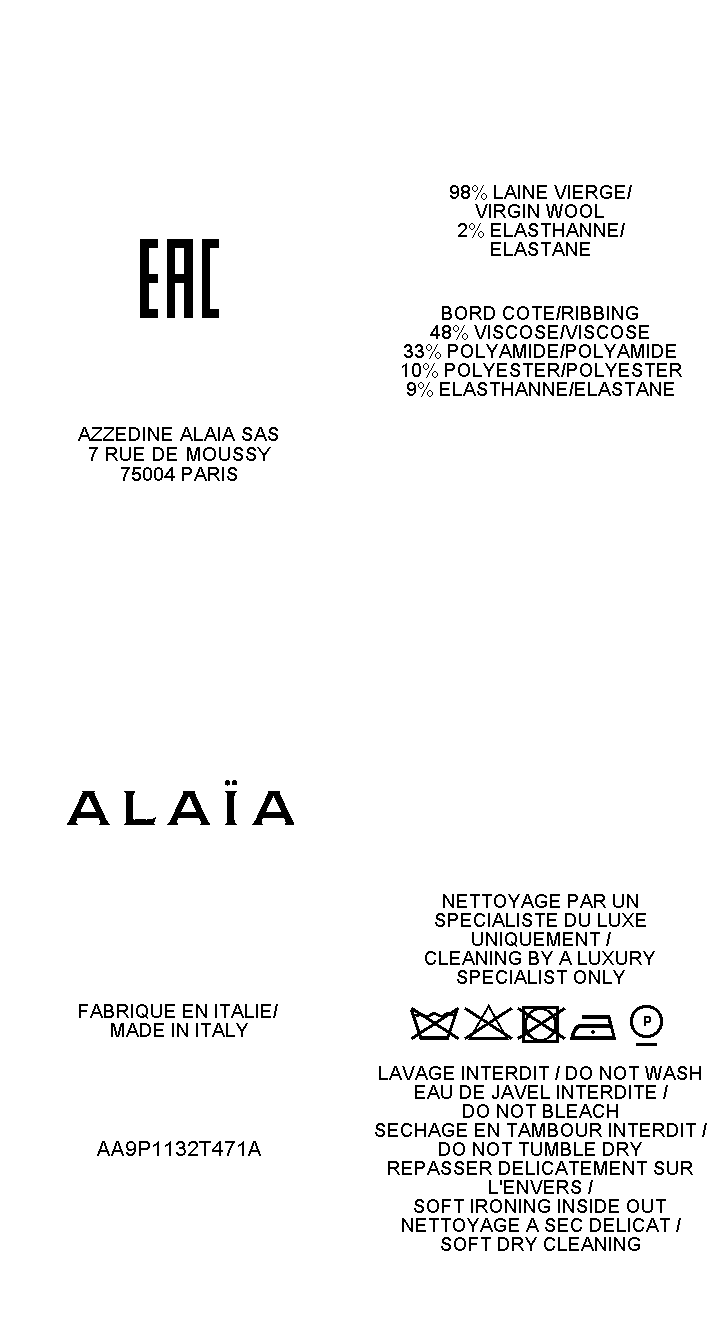 98% LAINE VIERGE/
VIRGIN WOOL
2% ELASTHANNE/
ELASTANE
EAC
BORD COTE/RIBBING
48% VISCOSE/VISCOSE
33% POLYAMIDE/POLYAMIDE
10% POLYESTER/POLYESTER
9% ELASTHANNE/ELASTANE
AZZEDINE ALAIA SAS
7 RUE DE MOUSSY
75004 PARIS
ALAÏA
NETTOYAGE PAR UN
SPECIALISTE DU LUXE
UNIQUEMENT /
CLEANING BY A LUXURY
SPECIALIST ONLY
FABRIQUE EN ITALIE/
MADE IN ITALY
P
LAVAGE INTERDIT / DO NOT WASH
EAU DE JAVEL INTERDITE /
DO NOT BLEACH
SECHAGE EN TAMBOUR INTERDIT /
DO NOT TUMBLE DRY
REPASSER DELICATEMENT SUR
L'ENVERS /
SOFT IRONING INSIDE OUT
NETTOYAGE A SEC DELICAT /
SOFT DRY CLEANING
AA9P1132T471A